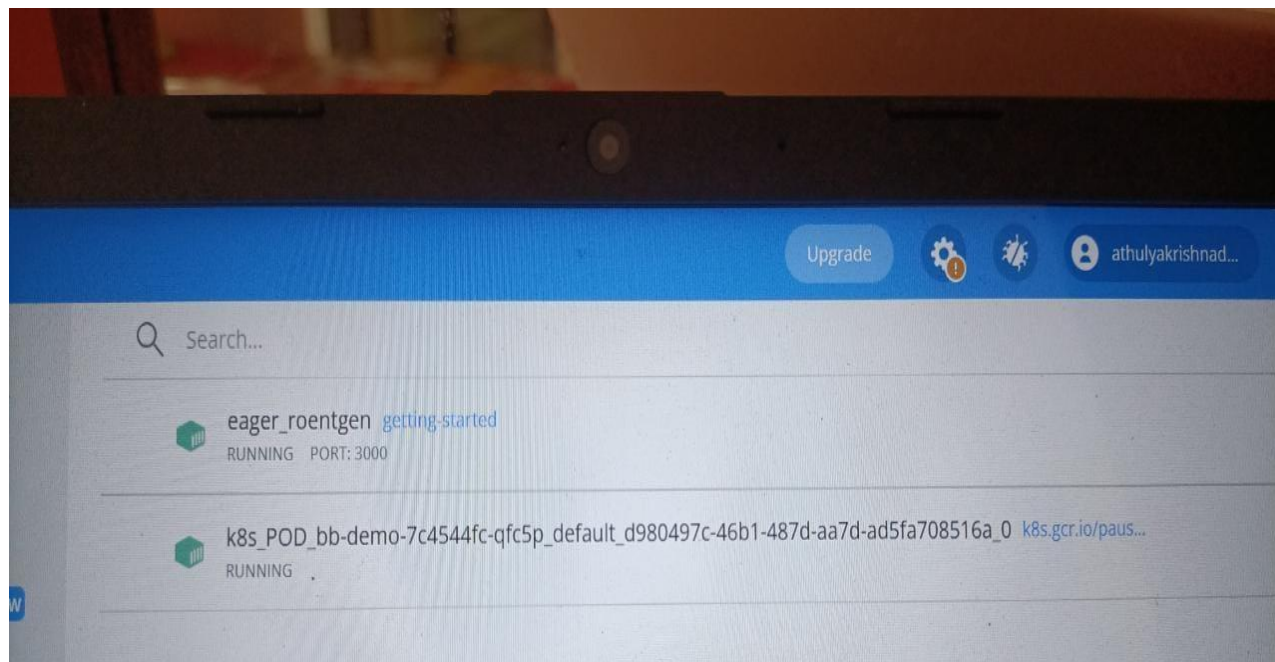 Upgrade athulyakrishnad...
Search...
eager_roentgen getting-started
RUNNING PORT: 3000
k8s_POD_bb-demo-7c4544fc-qfc5p_default_d980497c-46b1-487d-aa7d-ad5fa708516a_0 k8s.gcr.io/paus...
RUNNING
W